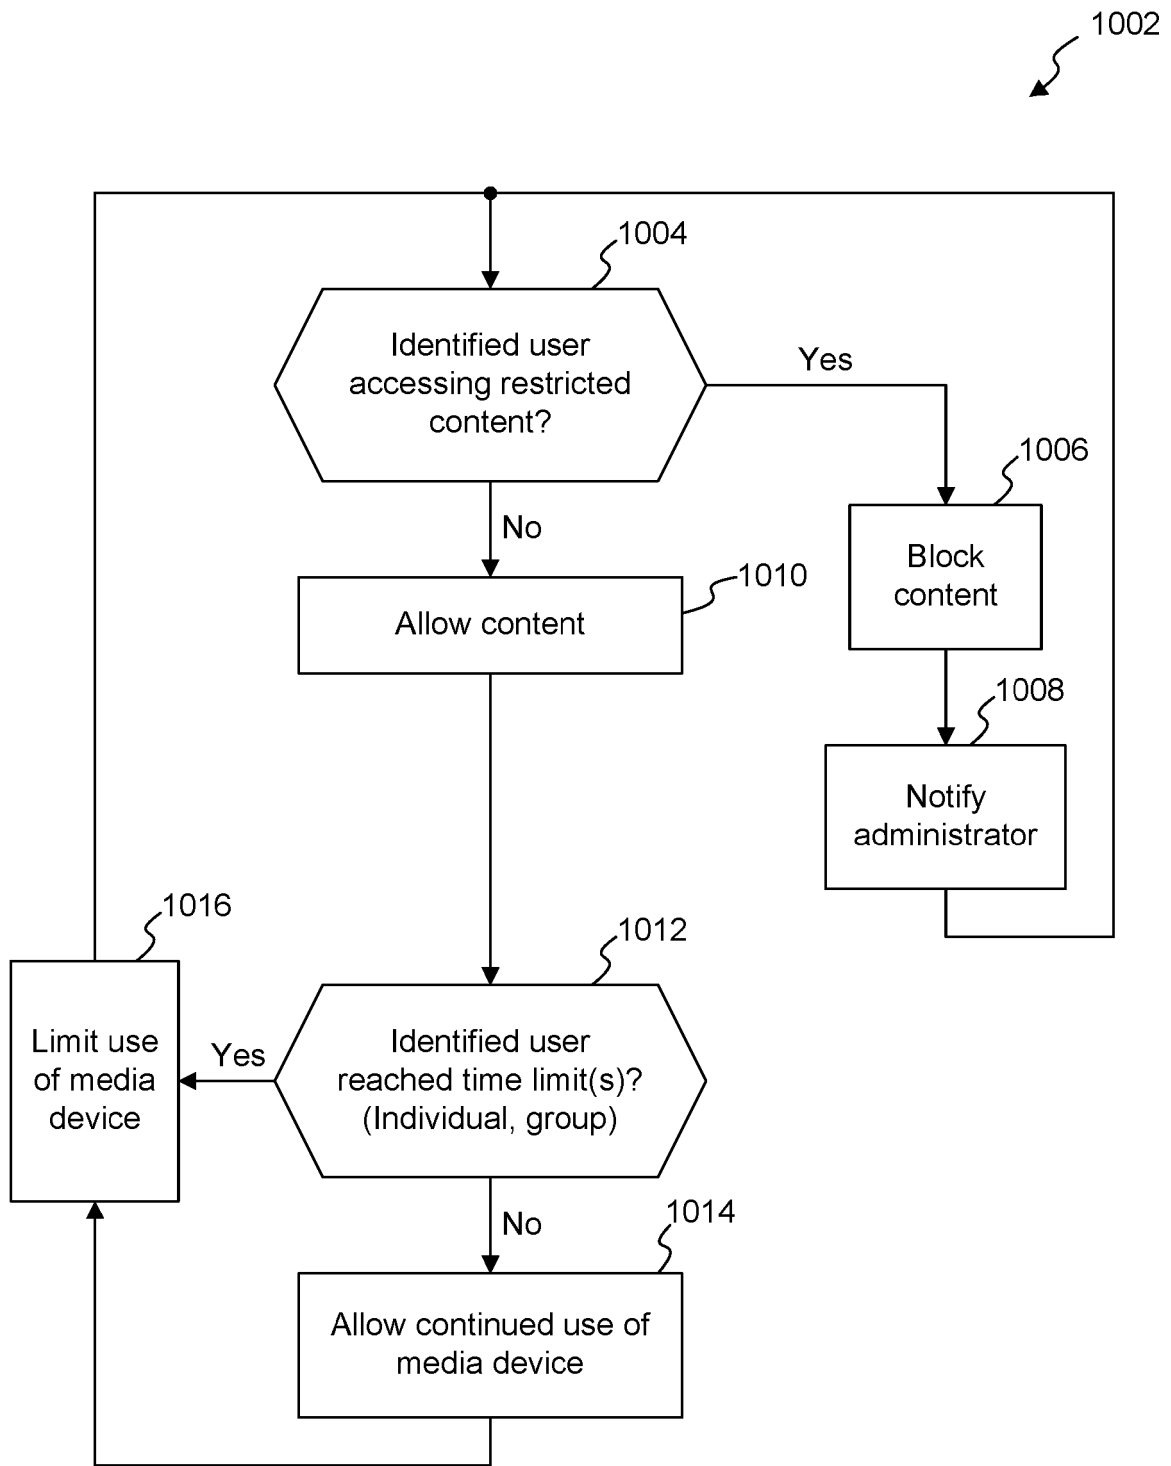 1002
1004
Identified user
accessing restricted
content?
Yes
1006
Block
content
No
1010
Allow content
1008
Notify
administrator
1016
Limit use
of media
device
Yes
1012
Identified user
reached time limit(s)?
(Individual, group)
No
1014
Allow continued use of
media device